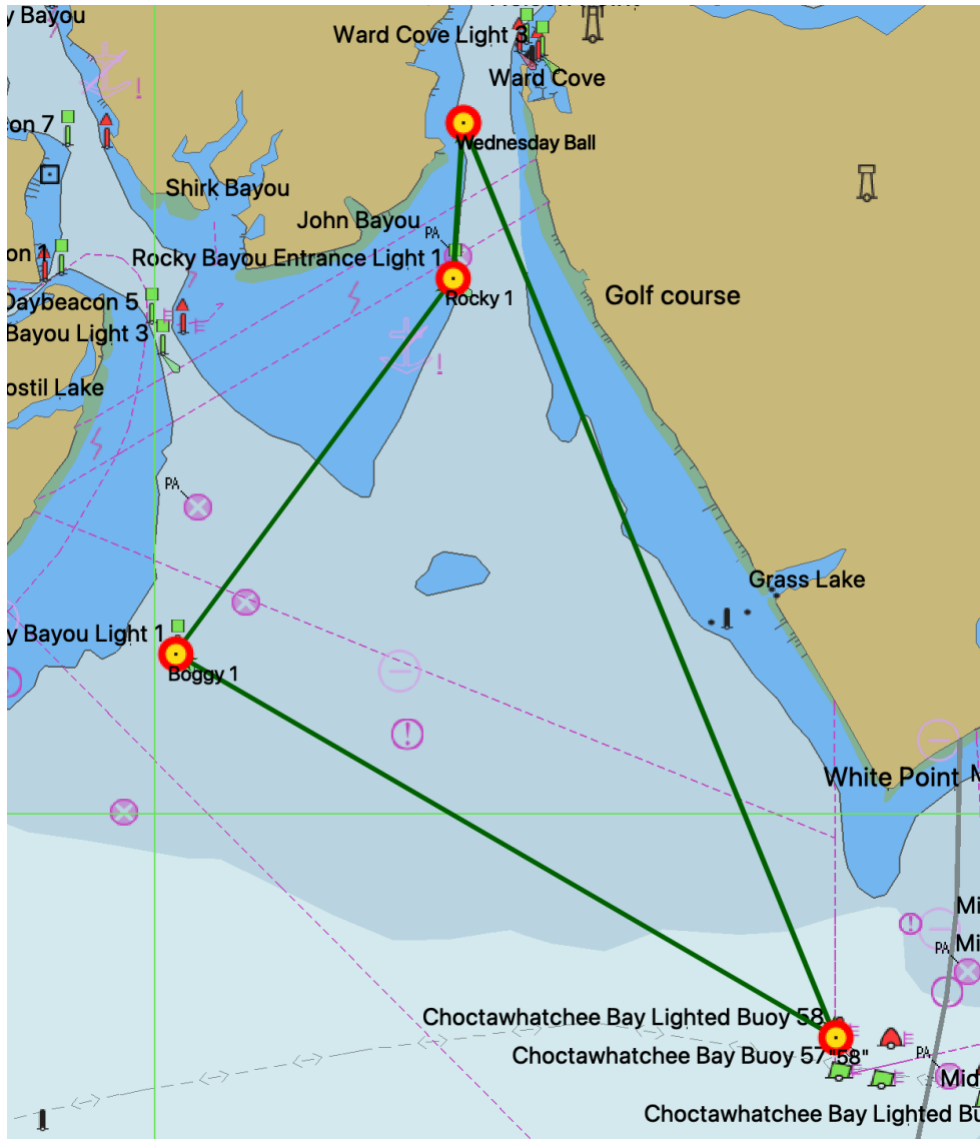 y Bayou
Ward Cove Light 3
Ward Cove
con 7
Wednesday Ball
Shirk Bayou
John Bayou
PA
Rocky Bayou Entrance Light 1
on 1
Rocky 1
Golf course
Daybeacon 5
Bayou Light 3
ostil Lake
PA
Grass Lake
y Bayou Light 1
Boggy 1
White Point
M
Mi
PA
Mi
Choctawhatchee Bay Lighted Buoy 58
Choctawhatchee Bay Buoy 57
"58"
PA
Mid
Choctawhatchee Bay Lighted Bu